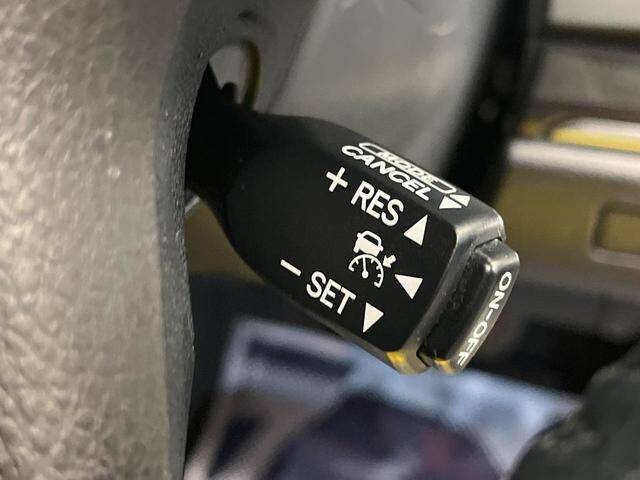 MODE
CANCEL
+ RES
- SET
ON-OFF